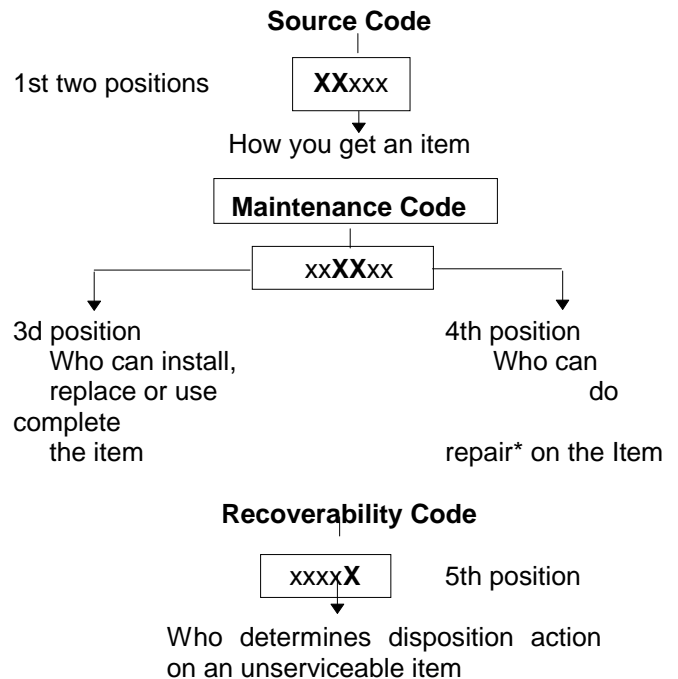 Source Code
1st two positions XXxxx
How you get an item
Maintenance Code
xxXXxx
3d position
Who can install,
replace or use
complete
the item
4th position
Who can
do
repair* on the Item
Recoverability Code
xxxxX 5th position
Who determines disposition action
on an unserviceable item